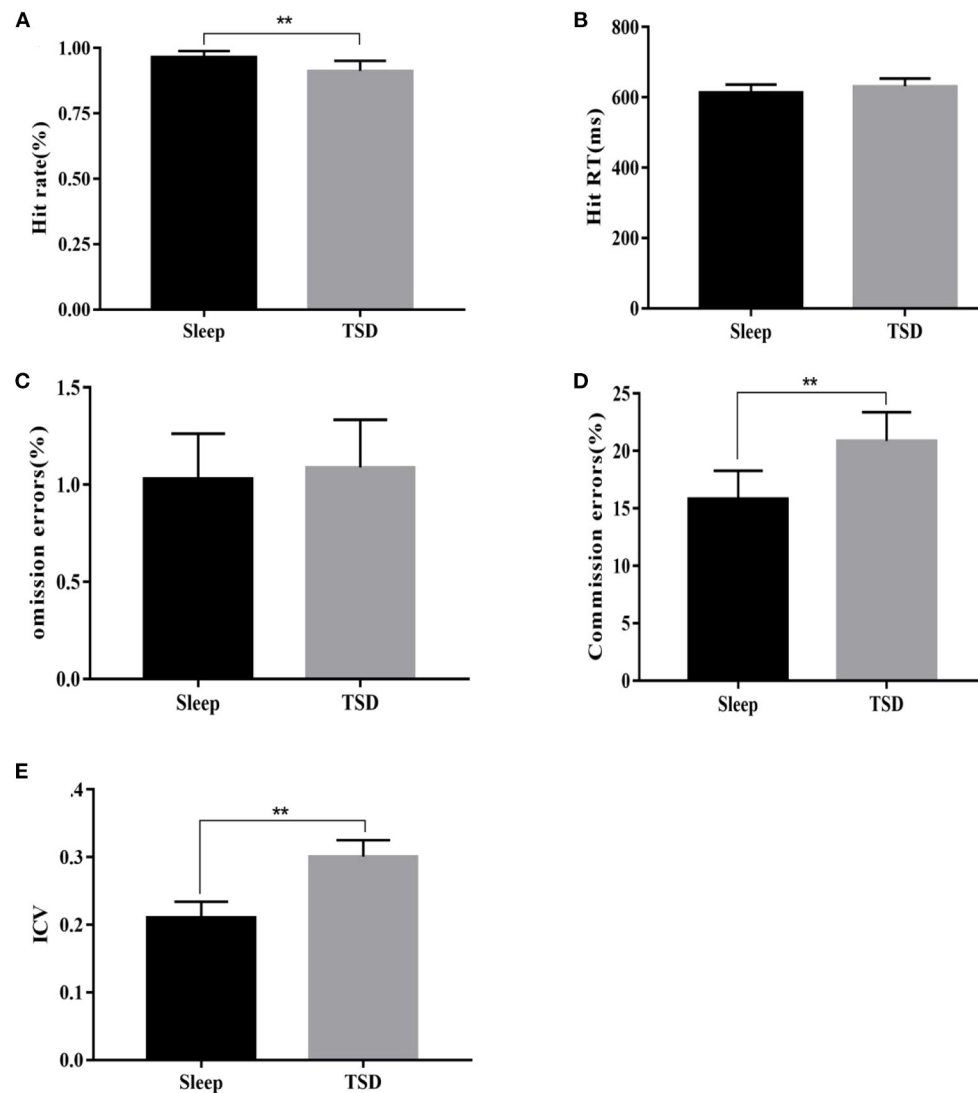 A
**
1.00
0.75
0.50
0.25
0.00
Hit rate(%)
Sleep TSD
B
800
600
400
200
0
Hit RT(ms)
Sleep TSD
C
1.5
1.0
0.5
0.0
omission errors(%)
Sleep TSD
D
**
25
20
15
10
5
0
Commission errors(%)
Sleep TSD
E
**
.4
0.3
0.2
0.1
0.0
ICV
Sleep TSD